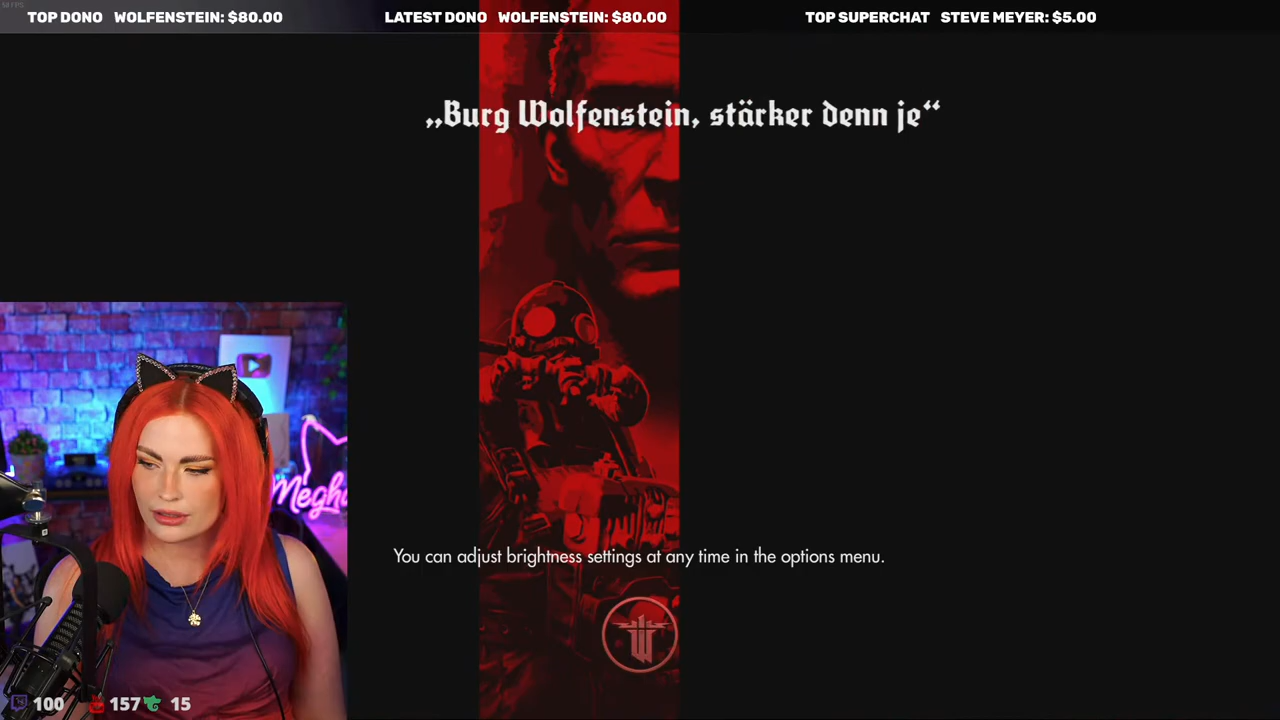 TOP DONO WOLFENSTEIN: $80.00
LATEST DONO WOLFENSTEIN: $80.00
TOP SUPERCHAT STEVE MEYER: $5.00
„Burg Wolfenstein, stärker denn je“
You can adjust brightness settings at any time in the options menu.
100 157 15